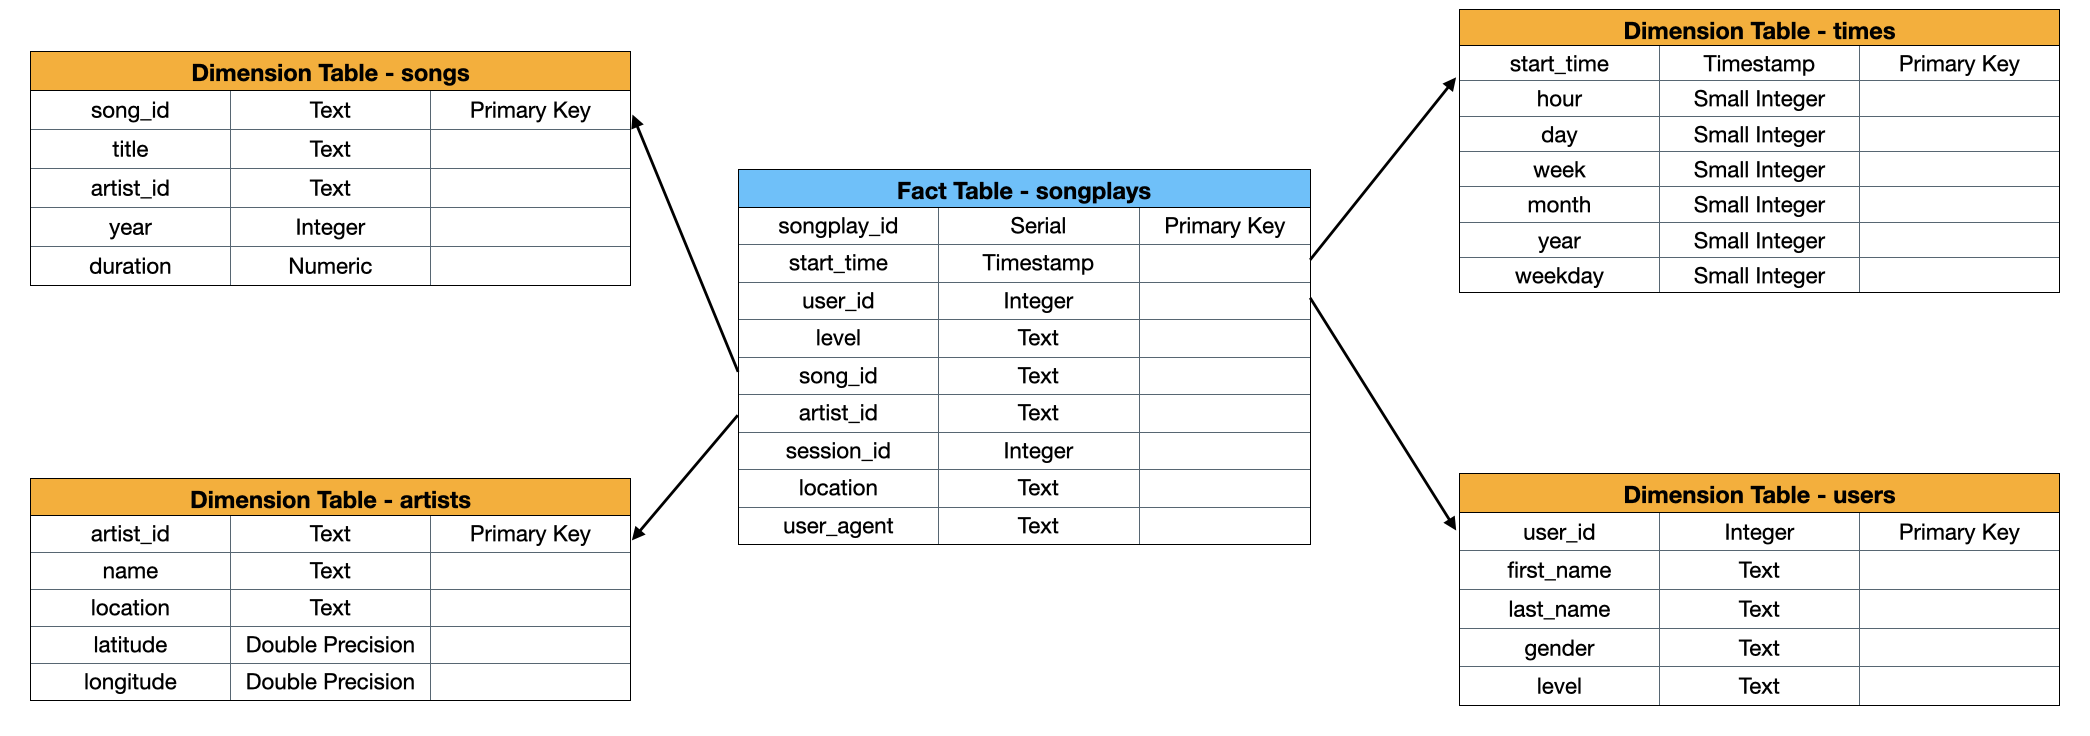 Dimension Table - songs
song_id Text Primary Key
title Text
artist_id Text
year Integer
duration Numeric
Dimension Table - artists
artist_id Text Primary Key
name Text
location Text
latitude Double Precision
longitude Double Precision
Fact Table - songplays
songplay_id Serial Primary Key
start_time Timestamp
user_id Integer
level Text
song_id Text
artist_id Text
session_id Integer
location Text
user_agent Text
Dimension Table - times
start_time Timestamp Primary Key
hour Small Integer
day Small Integer
week Small Integer
month Small Integer
year Small Integer
weekday Small Integer
Dimension Table - users
user_id Integer Primary Key
first_name Text
last_name Text
gender Text
level Text